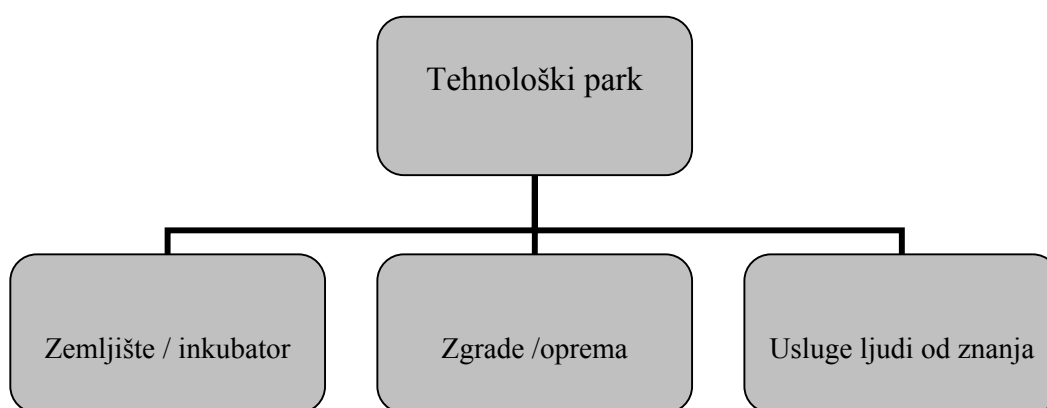 Tehnološki park
Zemljište / inkubator
Zgrade /oprema
Usluge ljudi od znanja